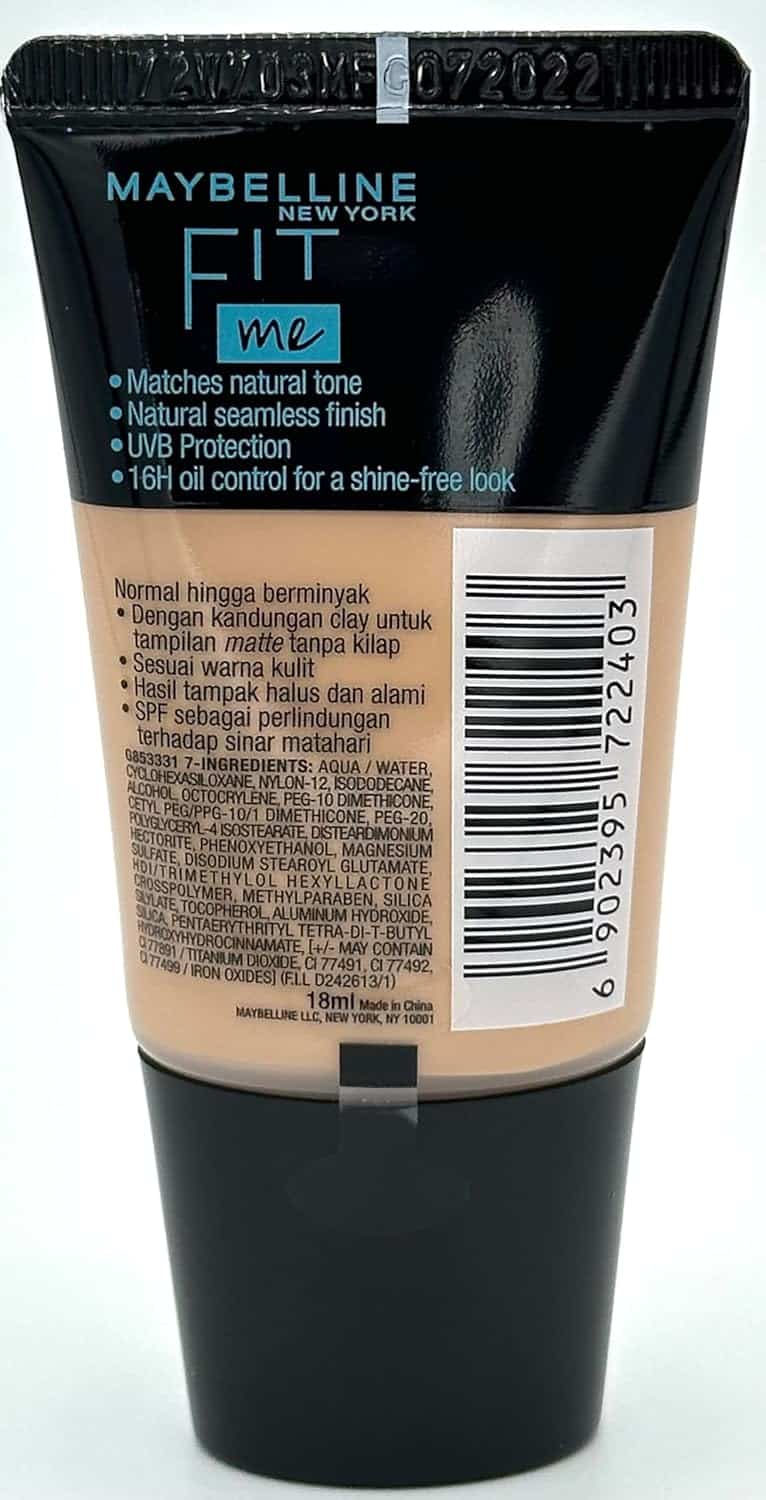 72W703MFG072022
MAYBELLINE
NEW YORK
FIT
me
• Matches natural tone
• Natural seamless finish
• UVB Protection
• 16H oil control for a shine-free look
Normal hingga berminyak
• Dengan kandungan clay untuk
tampilan matte tanpa kilap
• Sesuai warna kulit
• Hasil tampak halus dan alami
• SPF sebagai perlindungan
terhadap sinar matahari
G853331 7-INGREDIENTS: AQUA / WATER,
CYCLOHEXASILOXANE, NYLON-12, ISODODECANE,
ALCOHOL, OCTOCRYLENE, PEG-10 DIMETHICONE,
CETYL PEG/PPG-10/1 DIMETHICONE, PEG-20,
POLYGLYCERYL-4 ISOSTEARATE, DISTEARDIMONIUM
HECTORITE, PHENOXYETHANOL, MAGNESIUM
SULFATE, DISODIUM STEAROYL GLUTAMATE,
HDI/TRIMETHYLOL HEXYLLACTONE
CROSSPOLYMER, METHYLPARABEN, SILICA
SILYLATE, TOCOPHEROL, ALUMINUM HYDROXIDE,
SILICA, PENTAERYTHRITYL TETRA-DI-T-BUTYL
HYDROXYHYDROCINNAMATE, [+/- MAY CONTAIN
CI 77891 / TITANIUM DIOXIDE, CI 77491, CI 77492,
CI 77499 / IRON OXIDES] (F.I.L D242613/1)
18ml Made in China
MAYBELLINE LLC, NEW YORK, NY 10001
6 902395 722403